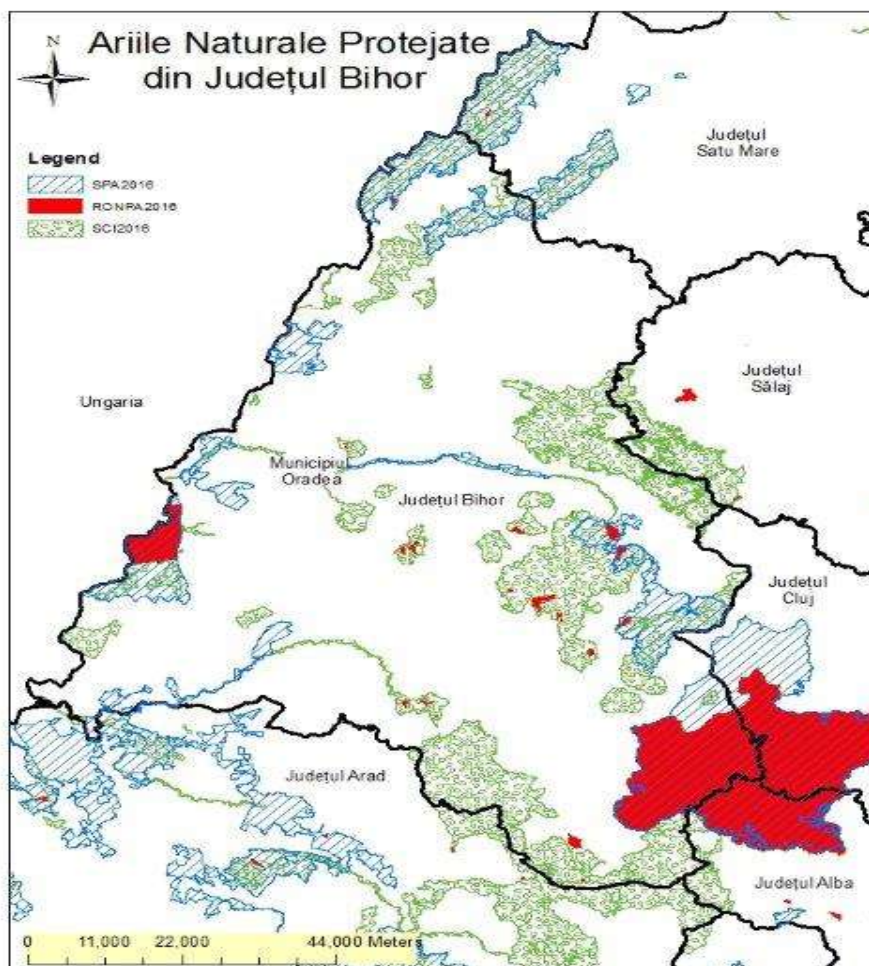 Ariile Naturale Protejate
din Județul Bihor
N
Legend
SPA2016
RONPA2016
SCI2016
Județul
Satu Mare
Județul
Sălaj
Ungaria
Municipiul
Oradea
Județul Bihor
Județul
Cluj
Județul Arad
Județul Alba
0 11,000 22,000 44,000 Meters